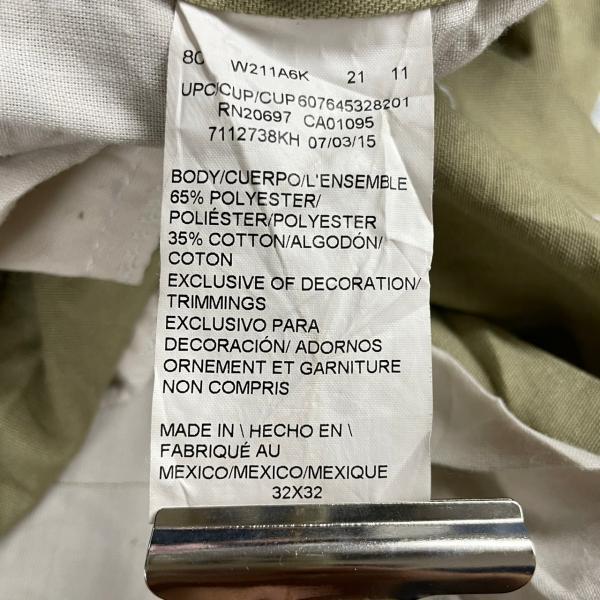 80 W211A6K 21 11
UPC/CUP/CUP607645328201
RN20697 CA01095
7112738KH 07/03/15
BODY/CUERPO/L'ENSEMBLE
65% POLYESTER/
POLIÉSTER/POLYESTER
35% COTTON/ALGODÓN/
COTON
EXCLUSIVE OF DECORATION/
TRIMMINGS
EXCLUSIVO PARA
DECORACIÓN/ ADORNOS
ORNEMENT ET GARNITURE
NON COMPRIS
MADE IN \ HECHO EN \
FABRIQUÉ AU
MEXICO/MEXICO/MEXIQUE
32X32